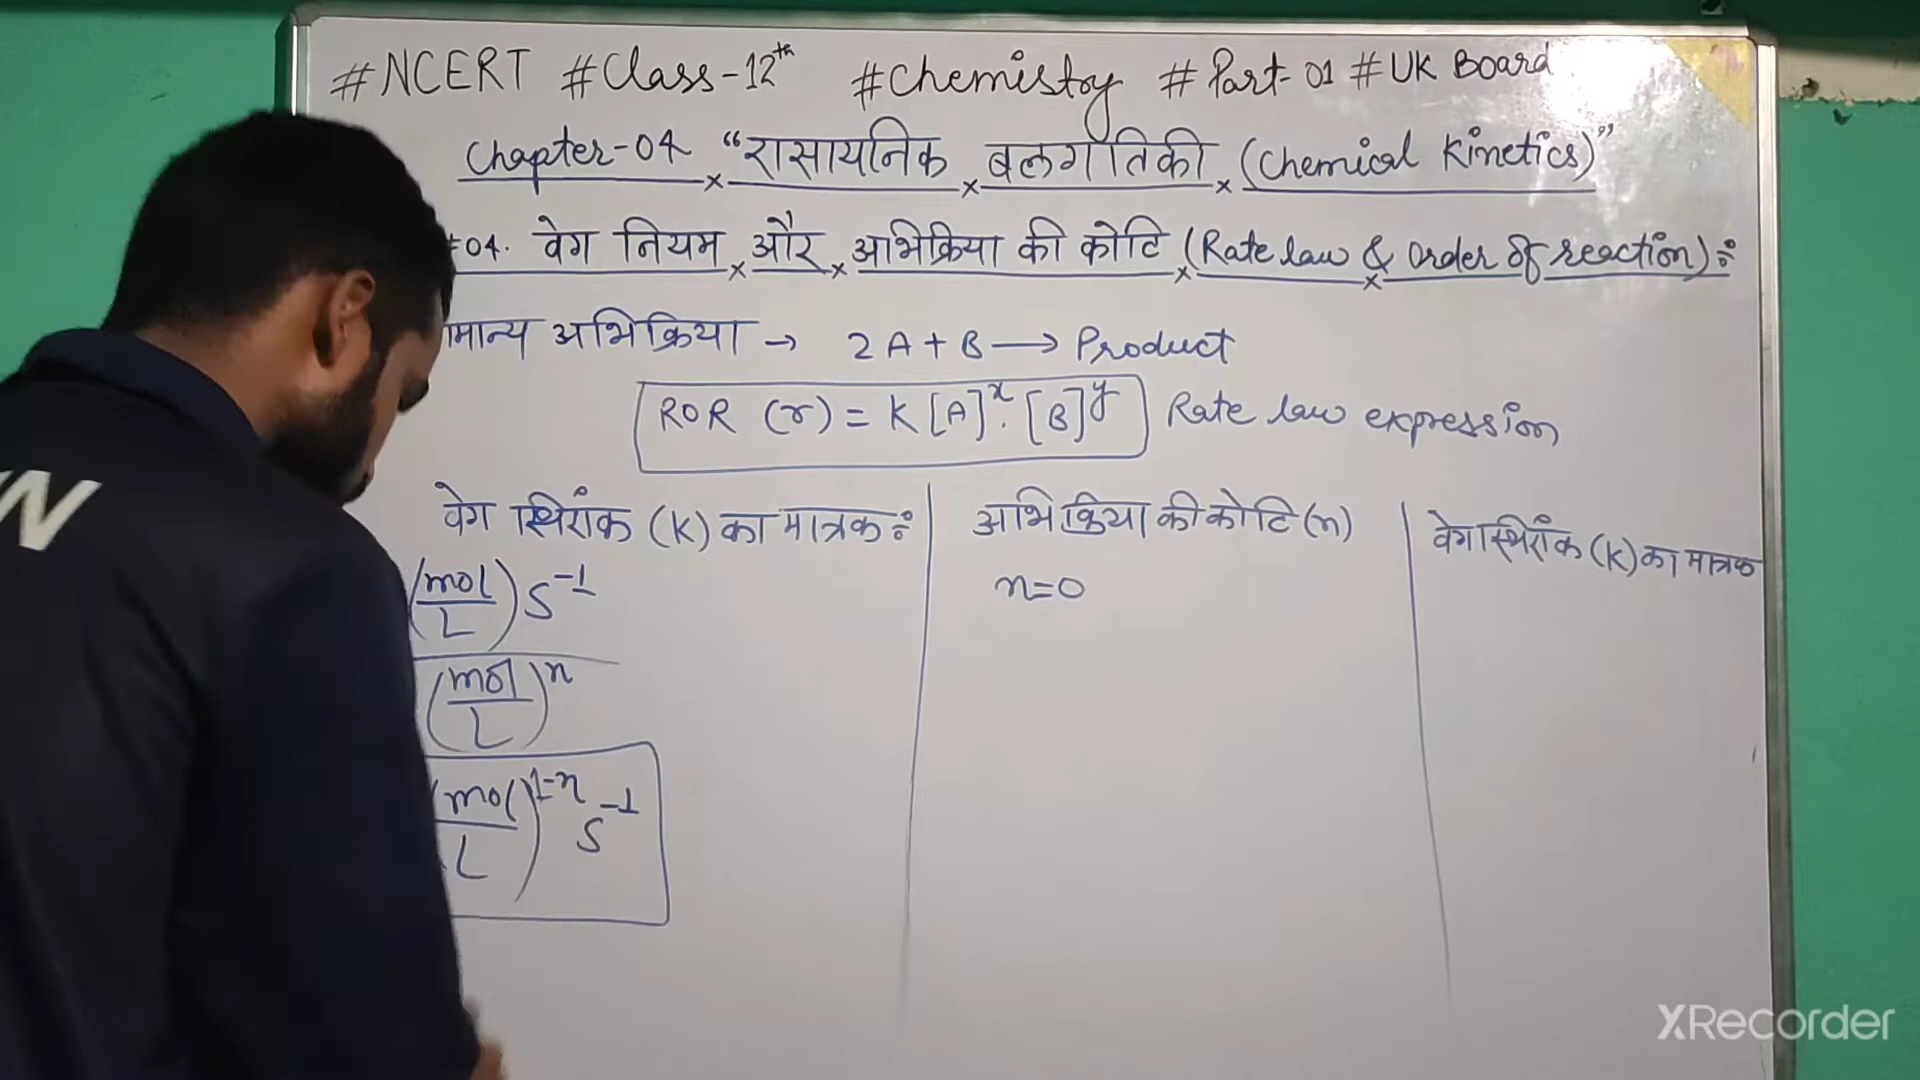 #NCERT #Class-12th #Chemistry #Part-01 #UK Board
Chapter-04 "रासायनिक बलगतिकी (Chemical Kinetics)"
04. वेग नियम और अभिक्रिया की कोटि (Rate law & Order of reaction):
मान्य अभिक्रिया → 2A+B → Product
ROR (r) = K[A]^x.[B]^y Rate law expression
वेग स्थिरांक (K) का मात्रक:
(mol/L) S^-1
(mol/L)^n
(mol/L)^1-n S^-1
अभिक्रिया की कोटि (n)
n=0
वेग स्थिरांक (K) का मात्रक
N
XRecorder